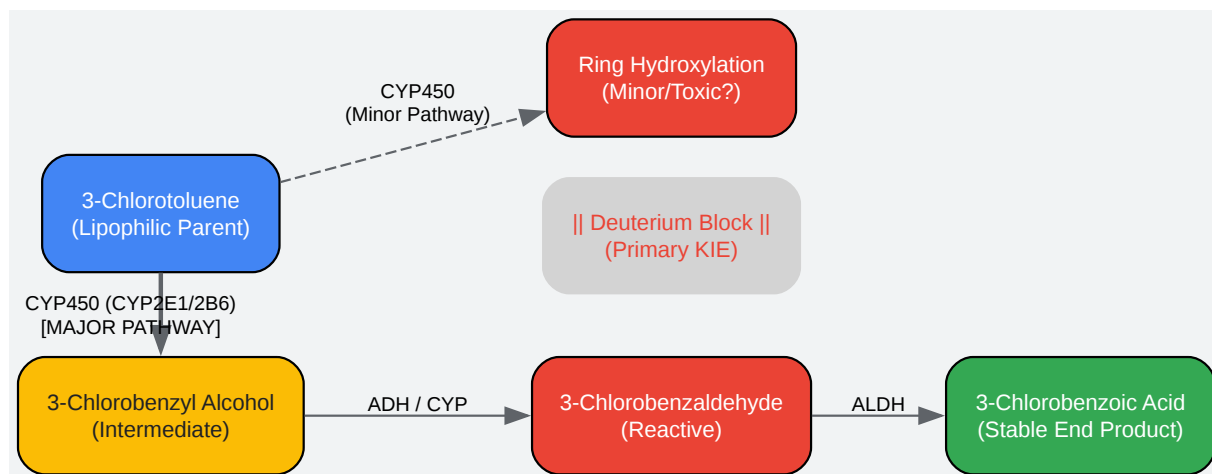 Ring Hydroxylation
(Minor/Toxic?)
CYP450
(Minor Pathway)
3-Chlorotoluene
(Lipophilic Parent)
|| Deuterium Block ||
(Primary KIE)
CYP450 (CYP2E1/2B6)
[MAJOR PATHWAY]
3-Chlorobenzyl Alcohol
(Intermediate)
ADH / CYP
3-Chlorobenzaldehyde
(Reactive)
ALDH
3-Chlorobenzoic Acid
(Stable End Product)